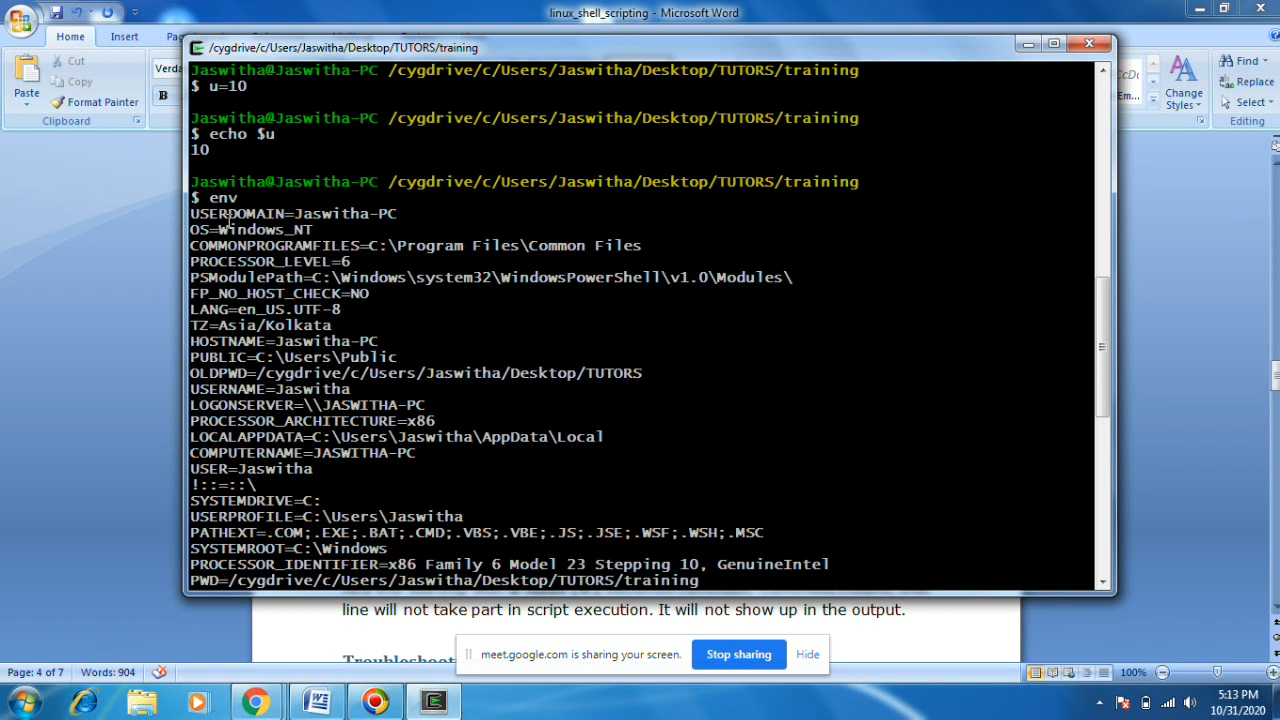 linux_shell_scripting - Microsoft Word
Home
Insert
Cut
Copy
Format Painter
Paste
Clipboard
Verda
B
/cygdrive/c/Users/Jaswitha/Desktop/TUTORS/training
Em...
Change
Styles
Find
Replace
Select
Editing
Jaswitha@Jaswitha-PC /cygdrive/c/Users/Jaswitha/Desktop/TUTORS/training
$ u=10
Jaswitha@Jaswitha-PC /cygdrive/c/Users/Jaswitha/Desktop/TUTORS/training
$ echo $u
10
Jaswitha@Jaswitha-PC /cygdrive/c/Users/Jaswitha/Desktop/TUTORS/training
$ env
USERDOMAIN=Jaswitha-PC
OS=Windows_NT
COMMONPROGRAMFILES=C:\Program Files\Common Files
PROCESSOR_LEVEL=6
PSModulePath=C:\Windows\system32\WindowsPowerShell\v1.0\Modules\
FP_NO_HOST_CHECK=NO
LANG=en_US.UTF-8
TZ=Asia/Kolkata
HOSTNAME=Jaswitha-PC
PUBLIC=C:\Users\Public
OLDPWD=/cygdrive/c/Users/Jaswitha/Desktop/TUTORS
USERNAME=Jaswitha
LOGONSERVER=\\JASWITHA-PC
PROCESSOR_ARCHITECTURE=x86
LOCALAPPDATA=C:\Users\Jaswitha\AppData\Local
COMPUTERNAME=JASWITHA-PC
USER=Jaswitha
!::=::\
SYSTEMDRIVE=C:
USERPROFILE=C:\Users\Jaswitha
PATHEXT=.COM;.EXE;.BAT;.CMD;.VBS;.VBE;.JS;.JSE;.WSF;.WSH;.MSC
SYSTEMROOT=C:\Windows
PROCESSOR_IDENTIFIER=x86 Family 6 Model 23 Stepping 10, GenuineIntel
PWD=/cygdrive/c/Users/Jaswitha/Desktop/TUTORS/training
line will not take part in script execution. It will not show up in the output.
meet.google.com is sharing your screen.
Stop sharing
Hide
Page: 4 of 7
Words: 904
100%
5:13 PM
10/31/2020